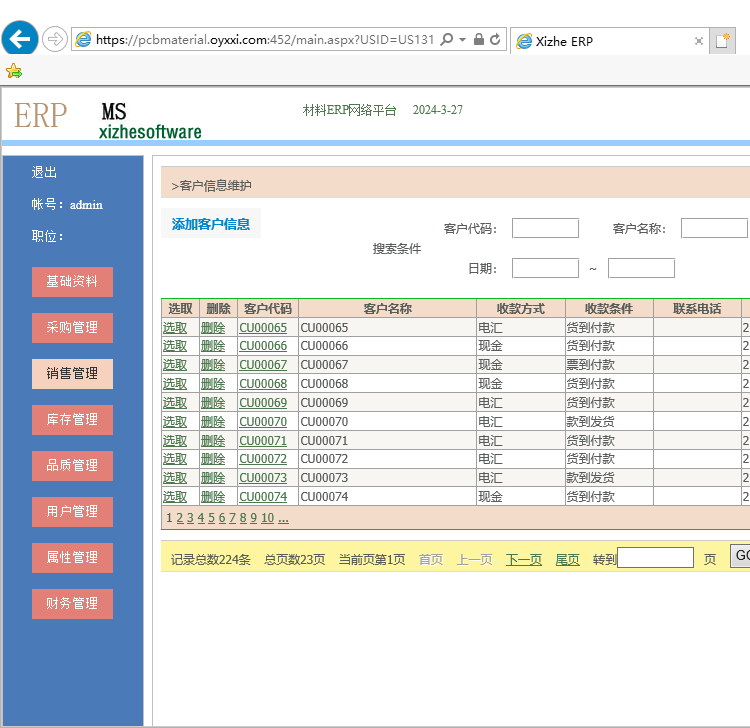 https://pcbmaterial.oyxxi.com:452/main.aspx?USID=US131
Xizhe ERP
ERP MS
xizhesoftware
材料ERP网络平台 2024-3-27
退出
帐号：admin
职位：
基础资料
采购管理
销售管理
库存管理
品质管理
用户管理
属性管理
财务管理
>客户信息维护
添加客户信息
搜索条件
客户代码： 客户名称：
日期： ~
选取 删除 客户代码 客户名称 收款方式 收款条件 联系电话
选取 删除 CU00065 CU00065 电汇 货到付款 2
选取 删除 CU00066 CU00066 现金 货到付款 2
选取 删除 CU00067 CU00067 现金 票到付款 2
选取 删除 CU00068 CU00068 现金 货到付款 2
选取 删除 CU00069 CU00069 电汇 货到付款 2
选取 删除 CU00070 CU00070 电汇 款到发货 2
选取 删除 CU00071 CU00071 电汇 货到付款 2
选取 删除 CU00072 CU00072 电汇 货到付款 2
选取 删除 CU00073 CU00073 电汇 款到发货 2
选取 删除 CU00074 CU00074 现金 货到付款 2
1 2 3 4 5 6 7 8 9 10 ...
记录总数224条 总页数23页 当前页第1页 首页 上一页 下一页 尾页 转到 页 GO